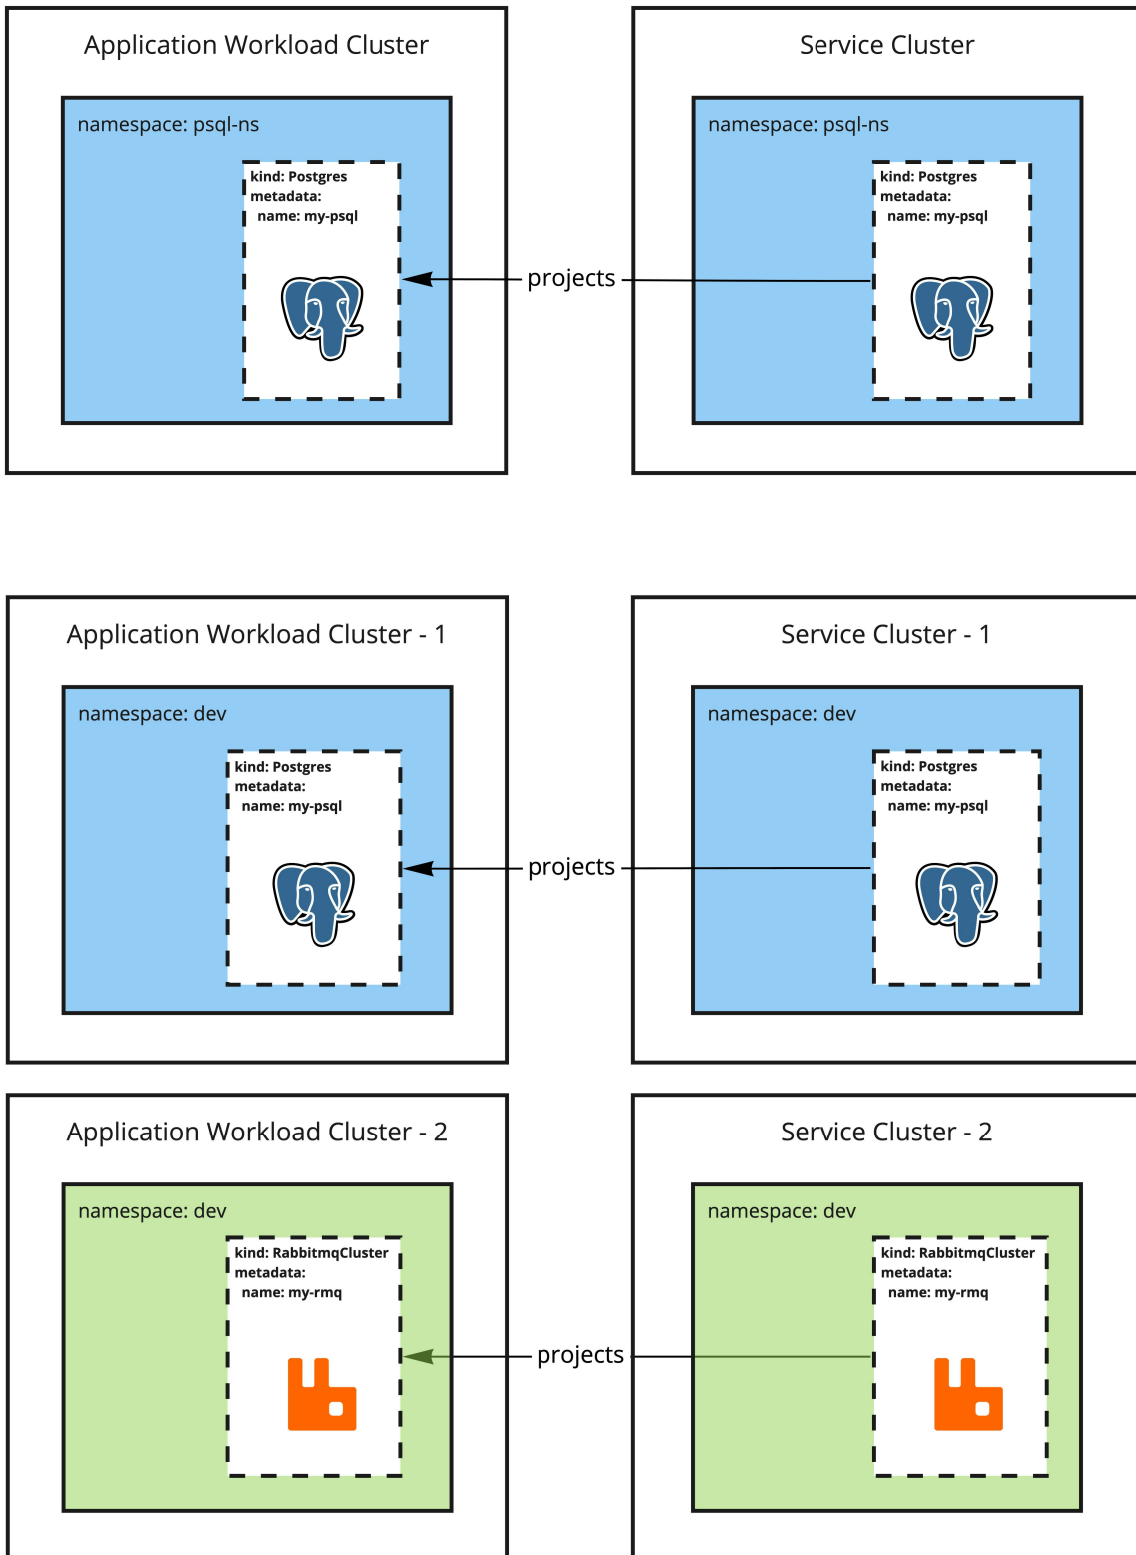 Application Workload Cluster
namespace: psql-ns
kind: Postgres
metadata:
name: my-psql
projects
Service Cluster
namespace: psql-ns
kind: Postgres
metadata:
name: my-psql
Application Workload Cluster - 1
namespace: dev
kind: Postgres
metadata:
name: my-psql
projects
Service Cluster - 1
namespace: dev
kind: Postgres
metadata:
name: my-psql
Application Workload Cluster - 2
namespace: dev
kind: RabbitmqCluster
metadata:
name: my-rmq
projects
Service Cluster - 2
namespace: dev
kind: RabbitmqCluster
metadata:
name: my-rmq